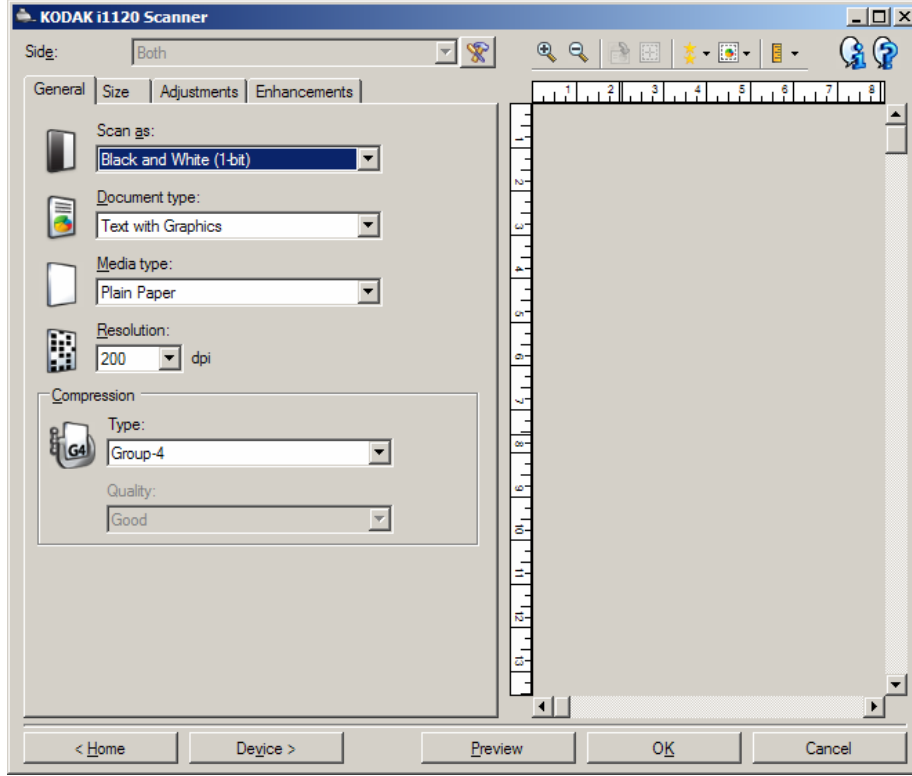 KODAK i1120 Scanner
Side:
Both
General
Size
Adjustments
Enhancements
Scan as:
Black and White (1-bit)
Document type:
Text with Graphics
Media type:
Plain Paper
Resolution:
200
dpi
Compression
G4
Type:
Group-4
Quality:
Good
1 2 3 4 5 6 7 8
1
2
3
4
5
6
7
8
9
10
11
12
13
< Home
Device >
Preview
OK
Cancel